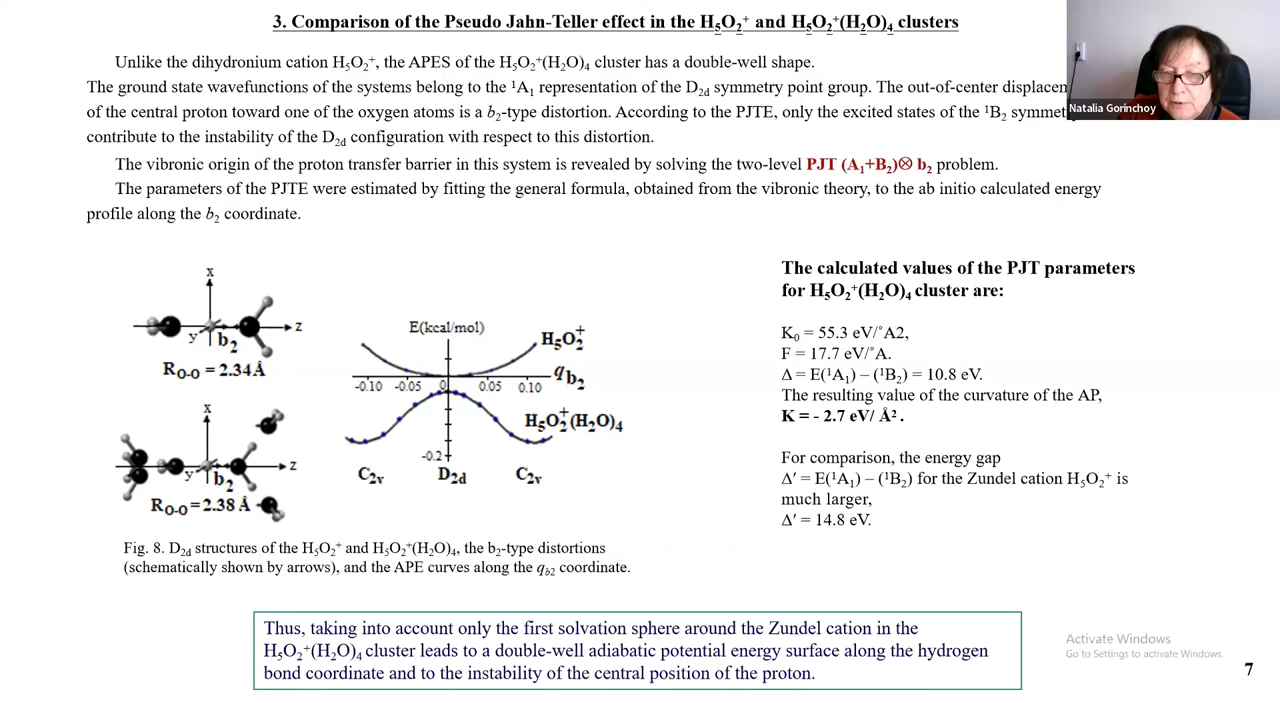 3. Comparison of the Pseudo Jahn-Teller effect in the H₅O₂⁺ and H₅O₂⁺(H₂O)₄ clusters
Unlike the dihydronium cation H₅O₂⁺, the APES of the H₅O₂⁺(H₂O)₄ cluster has a double-well shape.
The ground state wavefunctions of the systems belong to the ¹A₁ representation of the D₂d symmetry point group. The out-of-center
of the central proton toward one of the oxygen atoms is a b₂-type distortion. According to the PJTE, only the excited states of the ¹B₂
contribute to the instability of the D₂d configuration with respect to this distortion.
The vibronic origin of the proton transfer barrier in this system is revealed by solving the two-level PJT (A₁+B₂)⊗ b₂ problem.
The parameters of the PJTE were estimated by fitting the general formula, obtained from the vibronic theory, to the ab initio calculated energy
profile along the b₂ coordinate.
Natalia Gorinchoy
x
z
y
b₂
R_O-O = 2.34Å
x
z
y
b₂
R_O-O = 2.38 Å
E(kcal/mol)
H₅O₂⁺
q b₂
-0.10 -0.05 0 0.05 0.10
H₅O₂⁺(H₂O)₄
-0.2
C₂ᵥ D₂d C₂ᵥ
Fig. 8. D₂d structures of the H₅O₂⁺ and H₅O₂⁺(H₂O)₄, the b₂-type distortions
(schematically shown by arrows), and the APE curves along the q_b2 coordinate.
The calculated values of the PJT parameters
for H₅O₂⁺(H₂O)₄ cluster are:
K₀ = 55.3 eV/˚A2,
F = 17.7 eV/˚A.
Δ = E(¹A₁) – (¹B₂) = 10.8 eV.
The resulting value of the curvature of the AP,
K = - 2.7 eV/ Å² .
For comparison, the energy gap
Δ′ = E(¹A₁) – (¹B₂) for the Zundel cation H₅O₂⁺ is
much larger,
Δ′ = 14.8 eV.
Thus, taking into account only the first solvation sphere around the Zundel cation in the
H₅O₂⁺(H₂O)₄ cluster leads to a double-well adiabatic potential energy surface along the hydrogen
bond coordinate and to the instability of the central position of the proton.
Activate Windows
Go to Settings to activate Windows.
7